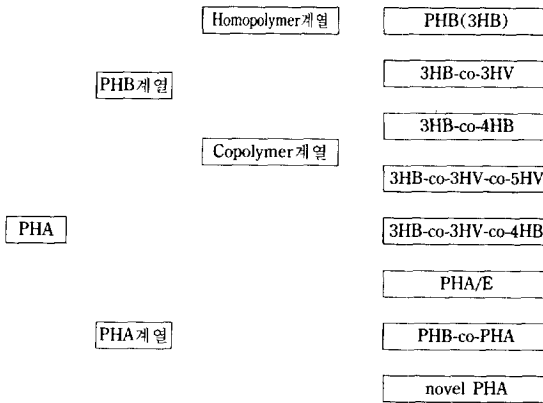 Homopolymer계열
PHB(3HB)
PHB계열
3HB-co-3HV
3HB-co-4HB
Copolymer계열
3HB-co-3HV-co-5HV
PHA
3HB-co-3HV-co-4HB
PHA/E
PHA계열
PHB-co-PHA
novel PHA